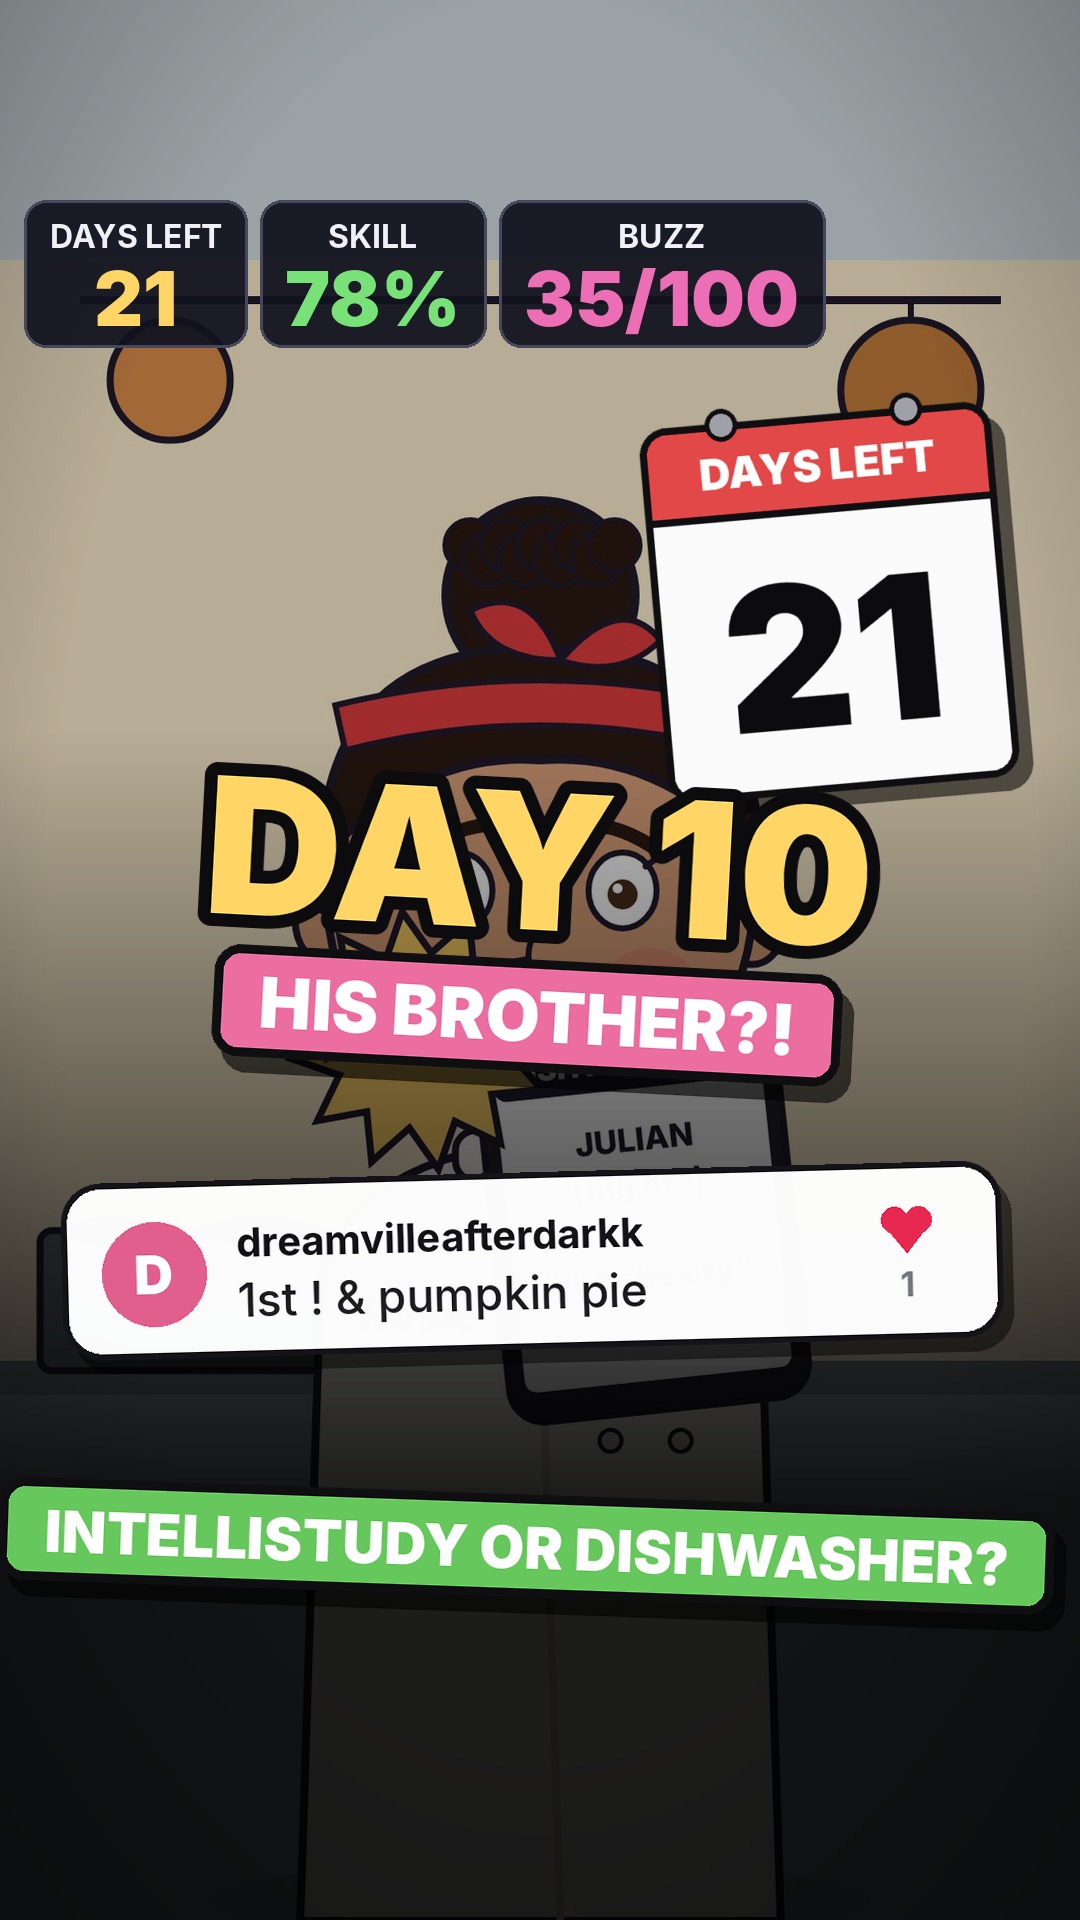 DAYS LEFT
21
SKILL
78%
BUZZ
35/100
DAYS LEFT
21
DAY 10
HIS BROTHER?!
JULIAN
dreamvilleafterdarkk
D
1st ! & pumpkin pie
1
INTELLISTUDY OR DISHWASHER?